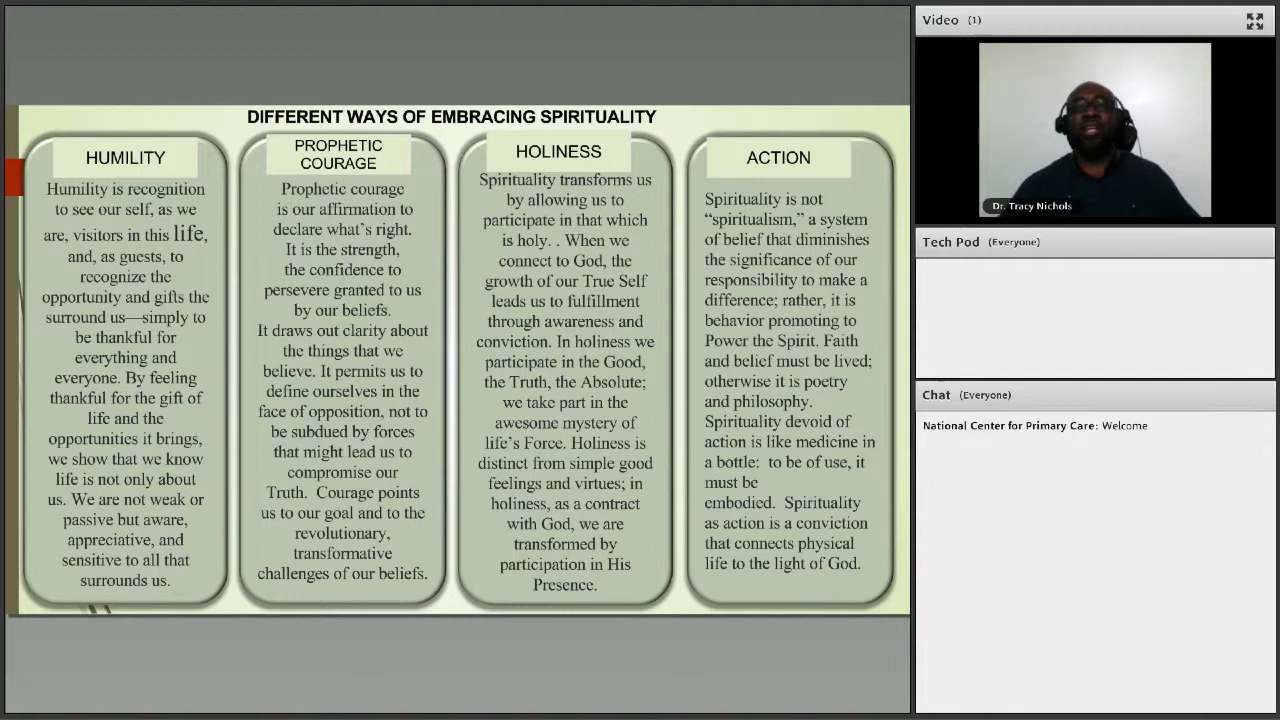 DIFFERENT WAYS OF EMBRACING SPIRITUALITY
HUMILITY
Humility is recognition
to see our self, as we
are, visitors in this life,
and, as guests, to
recognize the
opportunity and gifts the
surround us—simply to
be thankful for
everything and
everyone. By feeling
thankful for the gift of
life and the
opportunities it brings,
we show that we know
life is not only about
us. We are not weak or
passive but aware,
appreciative, and
sensitive to all that
surrounds us.
PROPHETIC
COURAGE
Prophetic courage
is our affirmation to
declare what’s right.
It is the strength,
the confidence to
persevere granted to us
by our beliefs.
It draws out clarity about
the things that we
believe. It permits us to
define ourselves in the
face of opposition, not to
be subdued by forces
that might lead us to
compromise our
Truth. Courage points
us to our goal and to the
revolutionary,
transformative
challenges of our beliefs.
HOLINESS
Spirituality transforms us
by allowing us to
participate in that which
is holy. . When we
connect to God, the
growth of our True Self
leads us to fulfillment
through awareness and
conviction. In holiness we
participate in the Good,
the Truth, the Absolute;
we take part in the
awesome mystery of
life’s Force. Holiness is
distinct from simple good
feelings and virtues; in
holiness, as a contract
with God, we are
transformed by
participation in His
Presence.
ACTION
Spirituality is not
“spiritualism,” a system
of belief that diminishes
the significance of our
responsibility to make a
difference; rather, it is
behavior promoting to
Power the Spirit. Faith
and belief must be lived;
otherwise it is poetry
and philosophy.
Spirituality devoid of
action is like medicine in
a bottle: to be of use, it
must be
embodied. Spirituality
as action is a conviction
that connects physical
life to the light of God.
Video (1)
Dr. Tracy Nichols
Tech Pod (Everyone)
Chat (Everyone)
National Center for Primary Care: Welcome